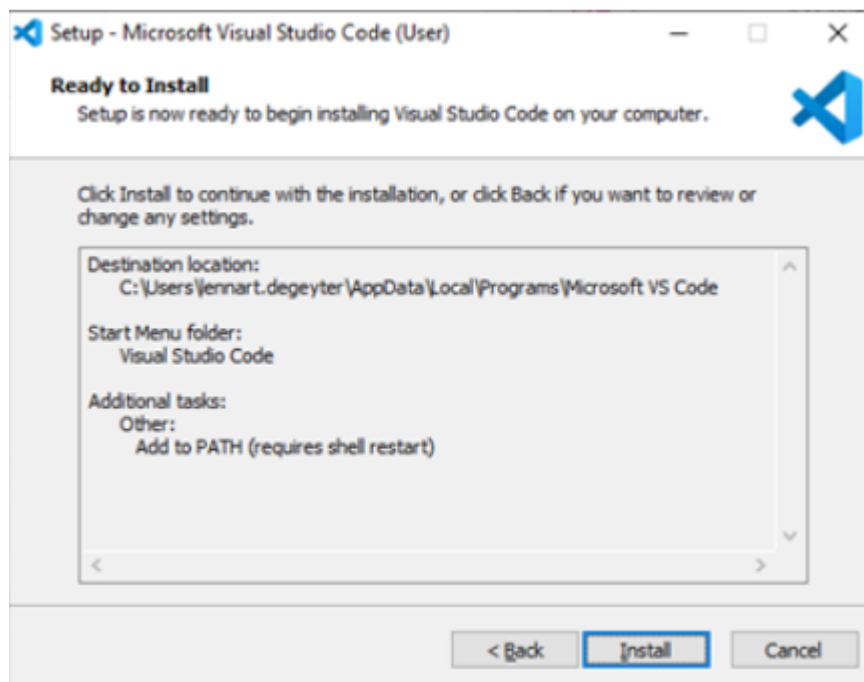 Setup - Microsoft Visual Studio Code (User)
Ready to Install
Setup is now ready to begin installing Visual Studio Code on your computer.
Click Install to continue with the installation, or click Back if you want to review or
change any settings.
Destination location:
C:\Users\lennart.degeyter\AppData\Local\Programs\Microsoft VS Code
Start Menu folder:
Visual Studio Code
Additional tasks:
Other:
Add to PATH (requires shell restart)
< Back Install Cancel